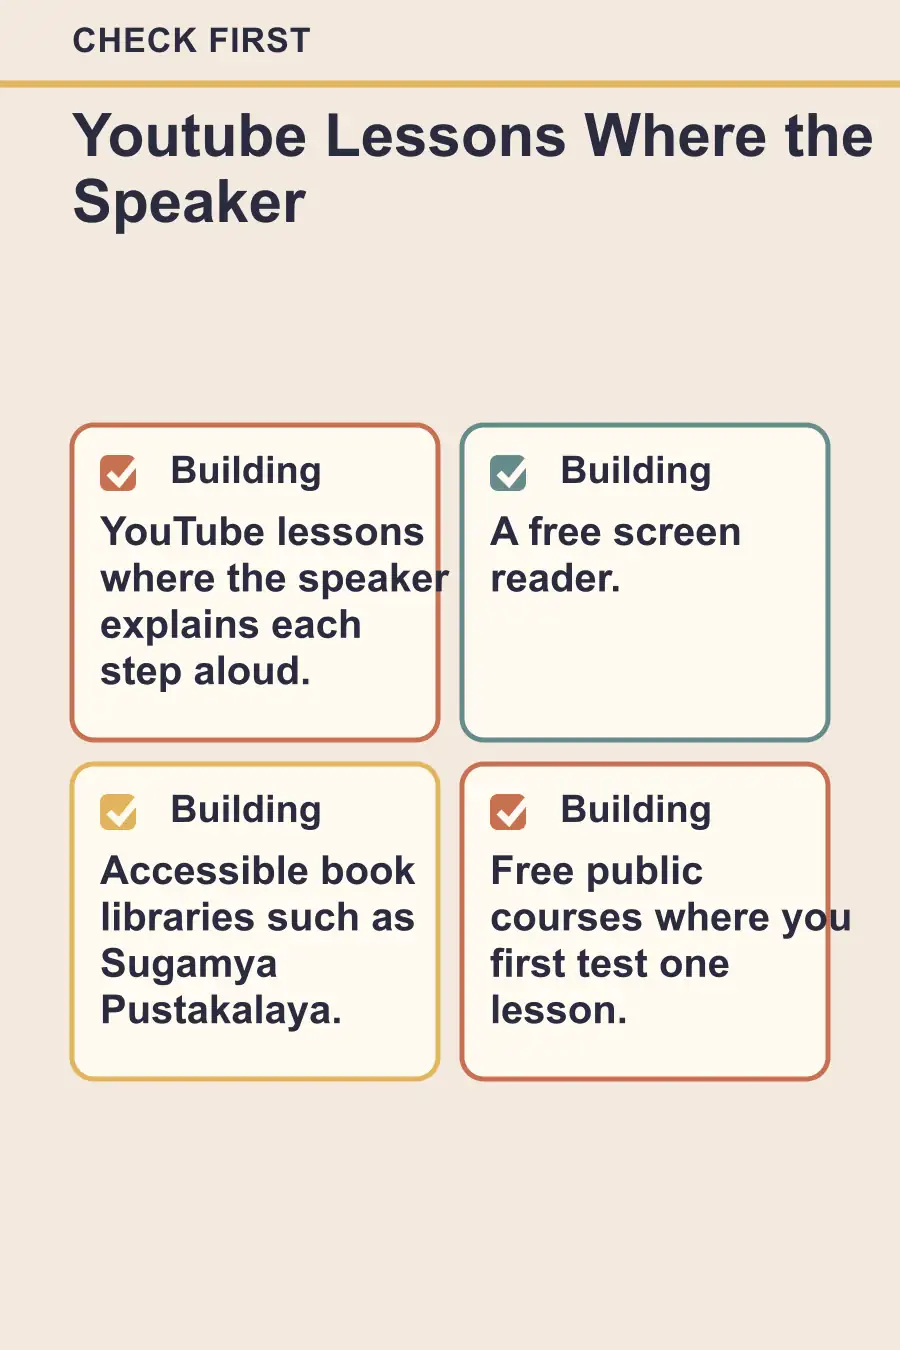 CHECK FIRST
Youtube Lessons Where the
Speaker
Building
YouTube lessons
where the speaker
explains each
step aloud.
Building
A free screen
reader.
Building
Accessible book
libraries such as
Sugamya
Pustakalaya.
Building
Free public
courses where you
first test one
lesson.